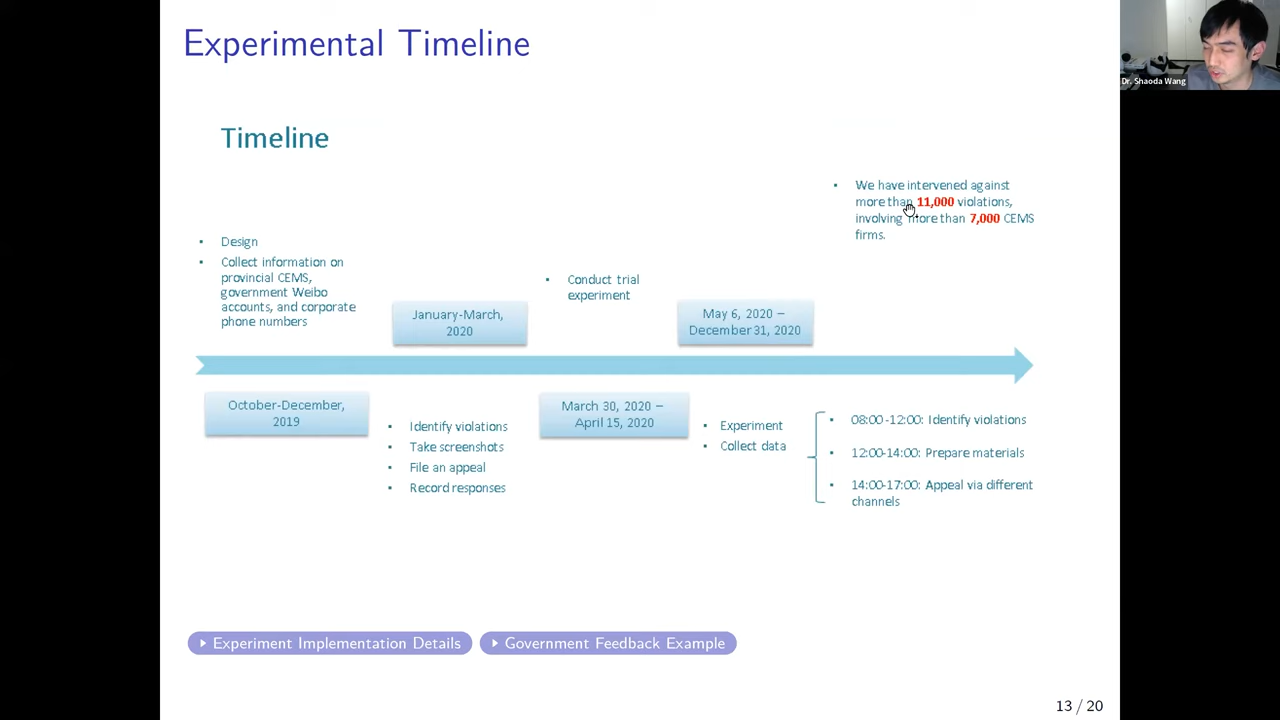 Experimental Timeline
Dr. Shaoda Wang
Timeline
• We have intervened against
more than 11,000 violations,
involving more than 7,000 CEMS
firms.
• Design
• Collect information on
provincial CEMS,
government Weibo
accounts, and corporate
phone numbers
January-March,
2020
• Conduct trial
experiment
May 6, 2020 –
December 31, 2020
October-December,
2019
• Identify violations
• Take screenshots
• File an appeal
• Record responses
March 30, 2020 –
April 15, 2020
• Experiment
• Collect data
• 08:00-12:00: Identify violations
• 12:00-14:00: Prepare materials
• 14:00-17:00: Appeal via different
channels
Experiment Implementation Details
Government Feedback Example
13 / 20